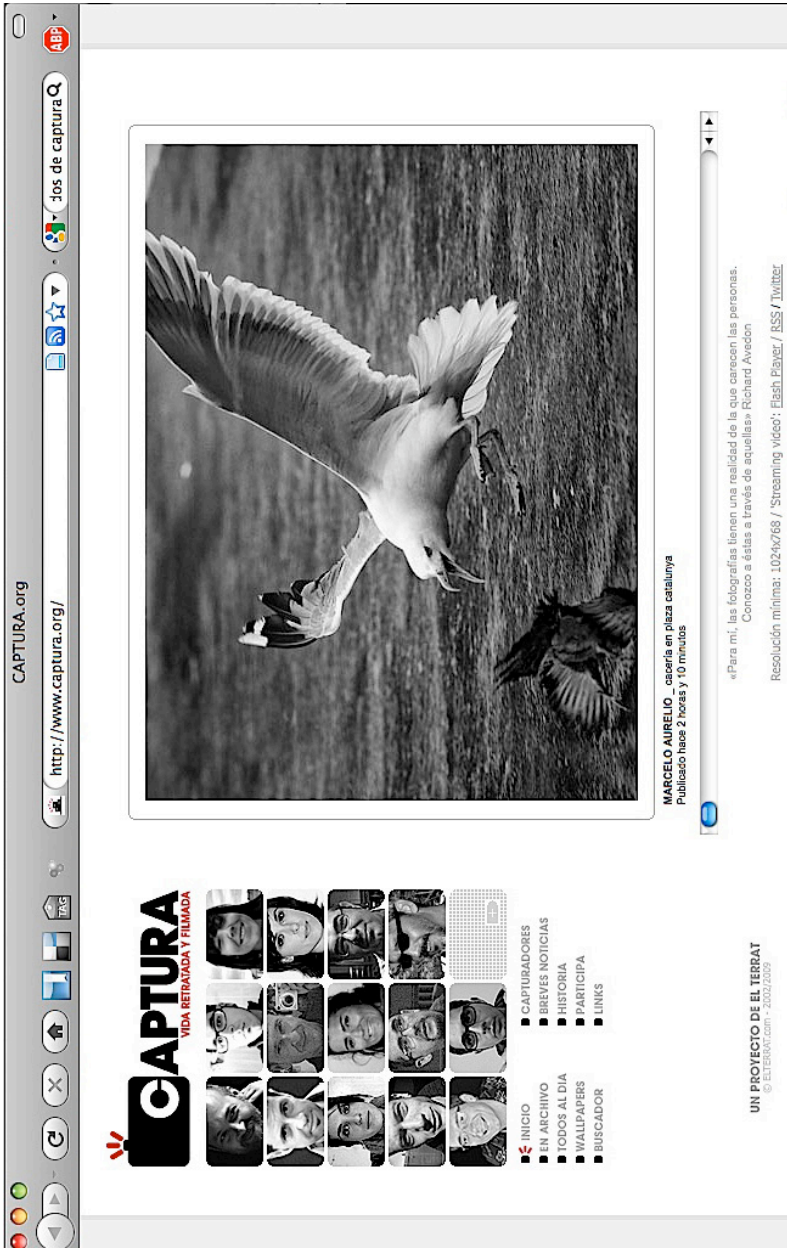 CAPTURA.org
TAG
http://www.captura.org/
dos de captura
ABP
CAPTURA
VIDA RETRATADA Y FILMADA
INICIO
EN ARCHIVO
TODOS AL DIA
WALLPAPERS
BUSCADOR
CAPTURADORES
BREVES NOTICIAS
HISTORIA
PARTICIPA
LINKS
MARCELO AURELIO_ cacería en plaza catalunya
Publicado hace 2 horas y 10 minutos
«Para mí, las fotografías tienen una realidad de la que carecen las personas.
Conozco a éstas a través de aquellas» Richard Avedon
Resolución mínima: 1024x768 / 'Streaming video': Flash Player / RSS / Twitter
UN PROYECTO DE EL TERRAT
© ELTERRAT.com - 2002/2009